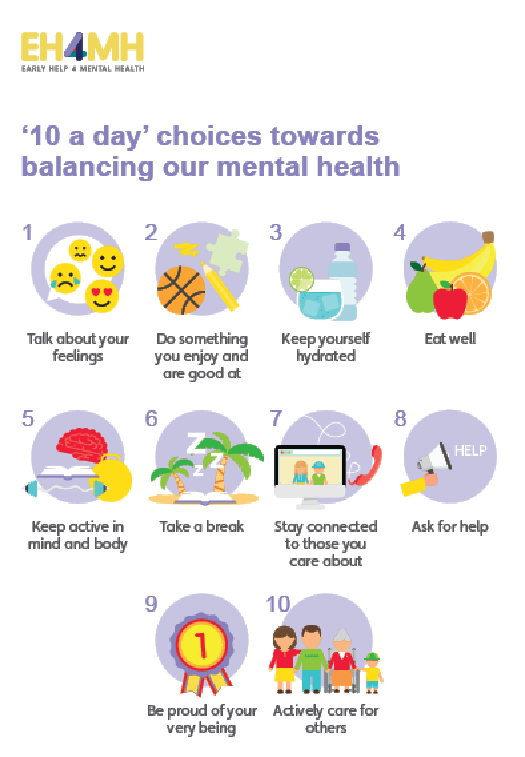 EH4MH
EARLY HELP 4 MENTAL HEALTH
‘10 a day’ choices towards
balancing our mental health
1
Talk about your
feelings
2
Do something
you enjoy and
are good at
3
Keep yourself
hydrated
4
Eat well
5
Keep active in
mind and body
6
Z
Z
Z
Z
Take a break
7
Stay connected
to those you
care about
8
HELP
Ask for help
9
1
Be proud of your
very being
10
Actively care for
others